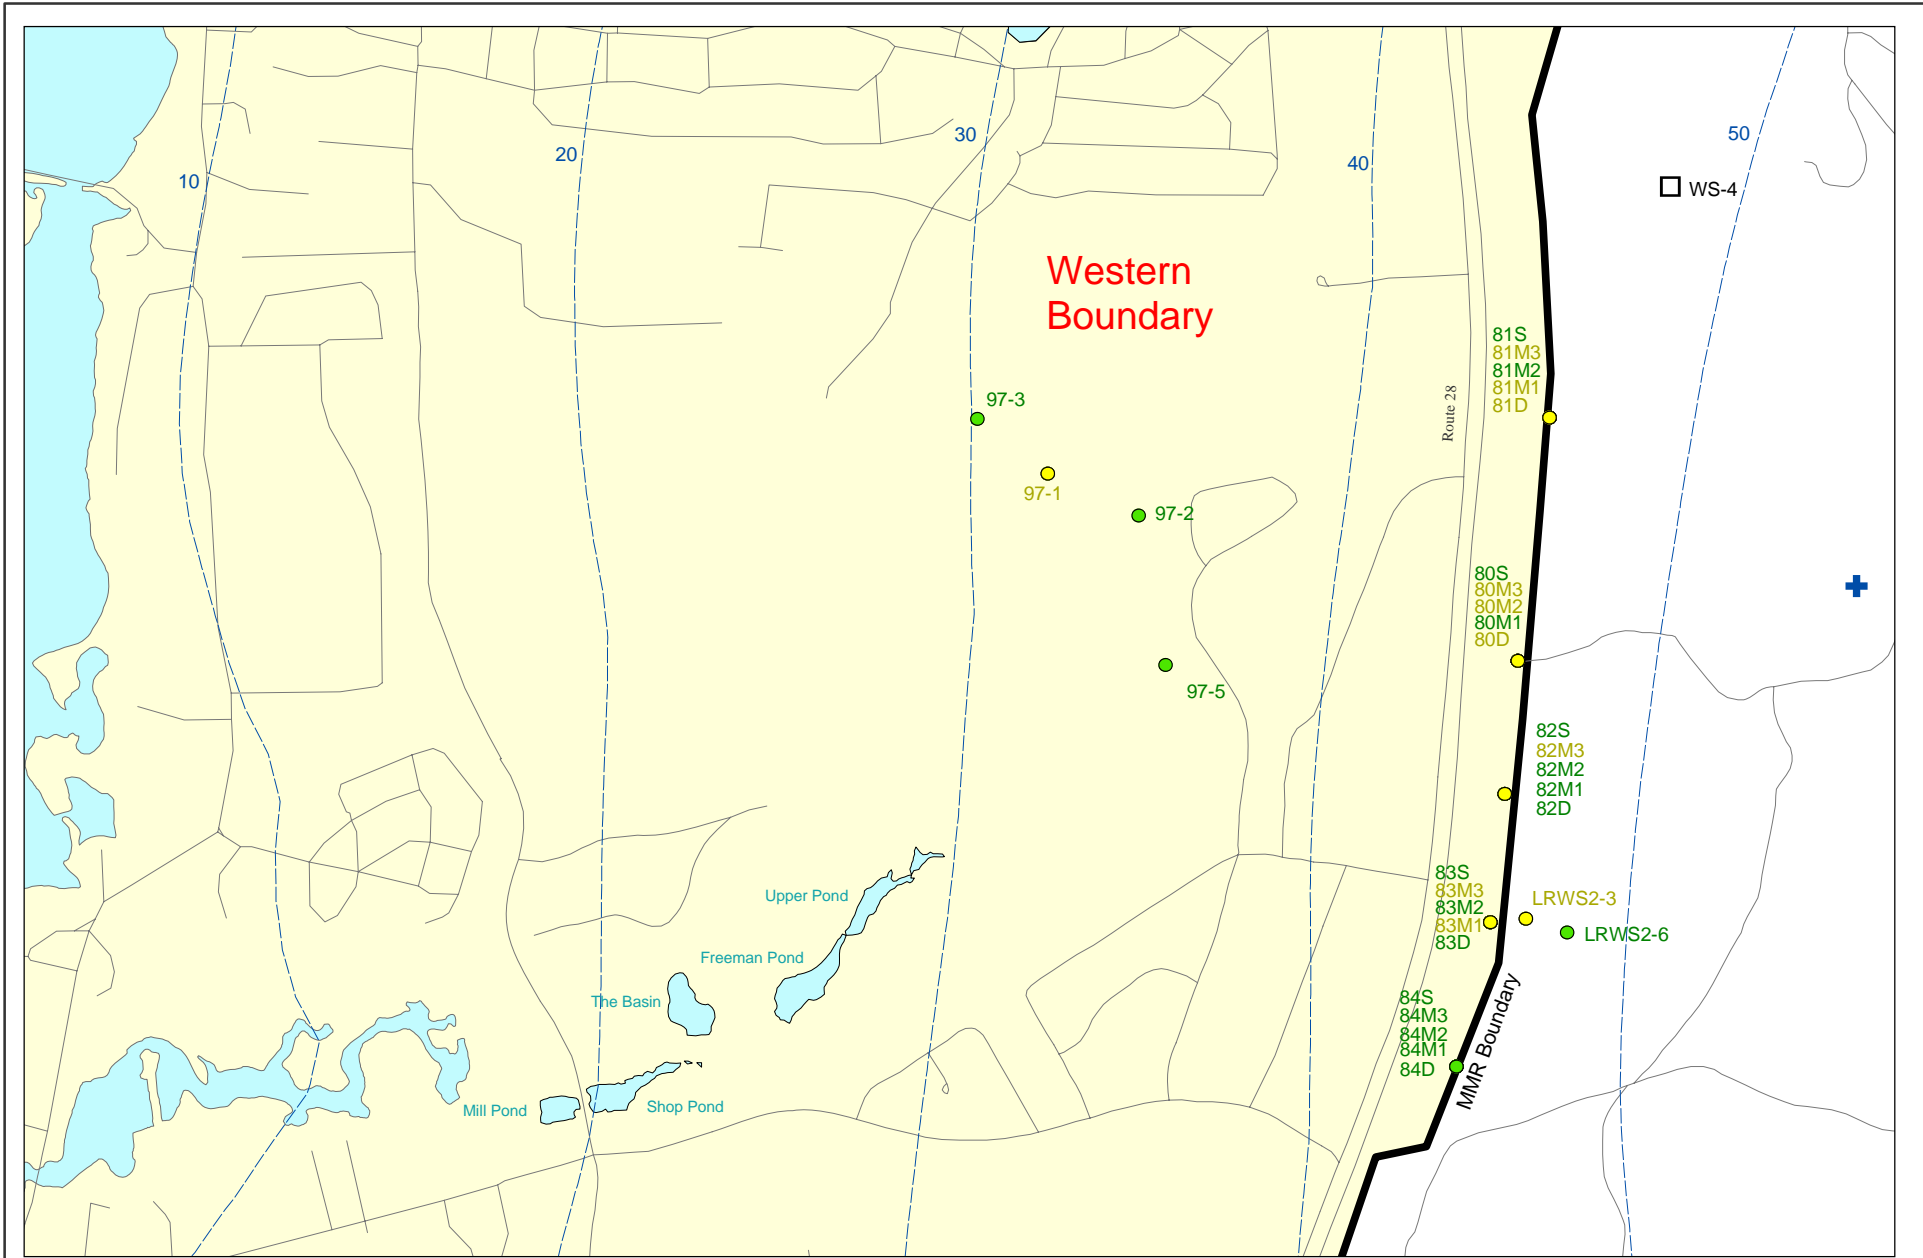 30
50
20
40
10
WS-4
Western
Boundary
81S
81M3
81M2
81M1
81D
Route 28
97-3
97-1
97-2
80S
80M3
80M2
80M1
80D
97-5
82S
82M3
82M2
82M1
82D
83S
83M3
83M2
83M1
83D
LRWS2-3
LRWS2-6
Upper Pond
Freeman Pond
The Basin
84S
84M3
84M2
84M1
84D
MMR Boundary
Mill Pond
Shop Pond